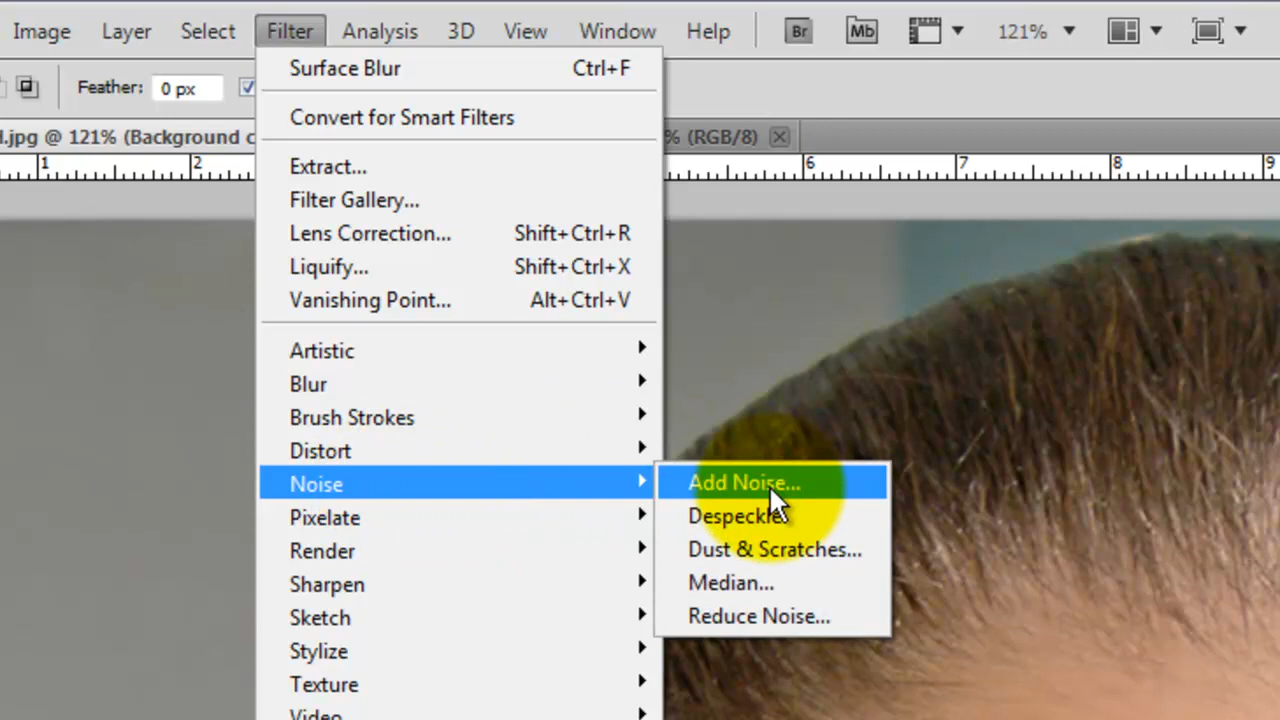 Image Layer Select Filter Analysis 3D View Window Help Br Mb 121%
Feather: 0 px
.jpg @ 121% (Background c % (RGB/8)
1 2 6 7 8 9
Surface Blur Ctrl+F
Convert for Smart Filters
Extract...
Filter Gallery...
Lens Correction... Shift+Ctrl+R
Liquify... Shift+Ctrl+X
Vanishing Point... Alt+Ctrl+V
Artistic
Blur
Brush Strokes
Distort
Noise
Pixelate
Render
Sharpen
Sketch
Stylize
Texture
Video
Add Noise...
Despeckle
Dust & Scratches...
Median...
Reduce Noise...